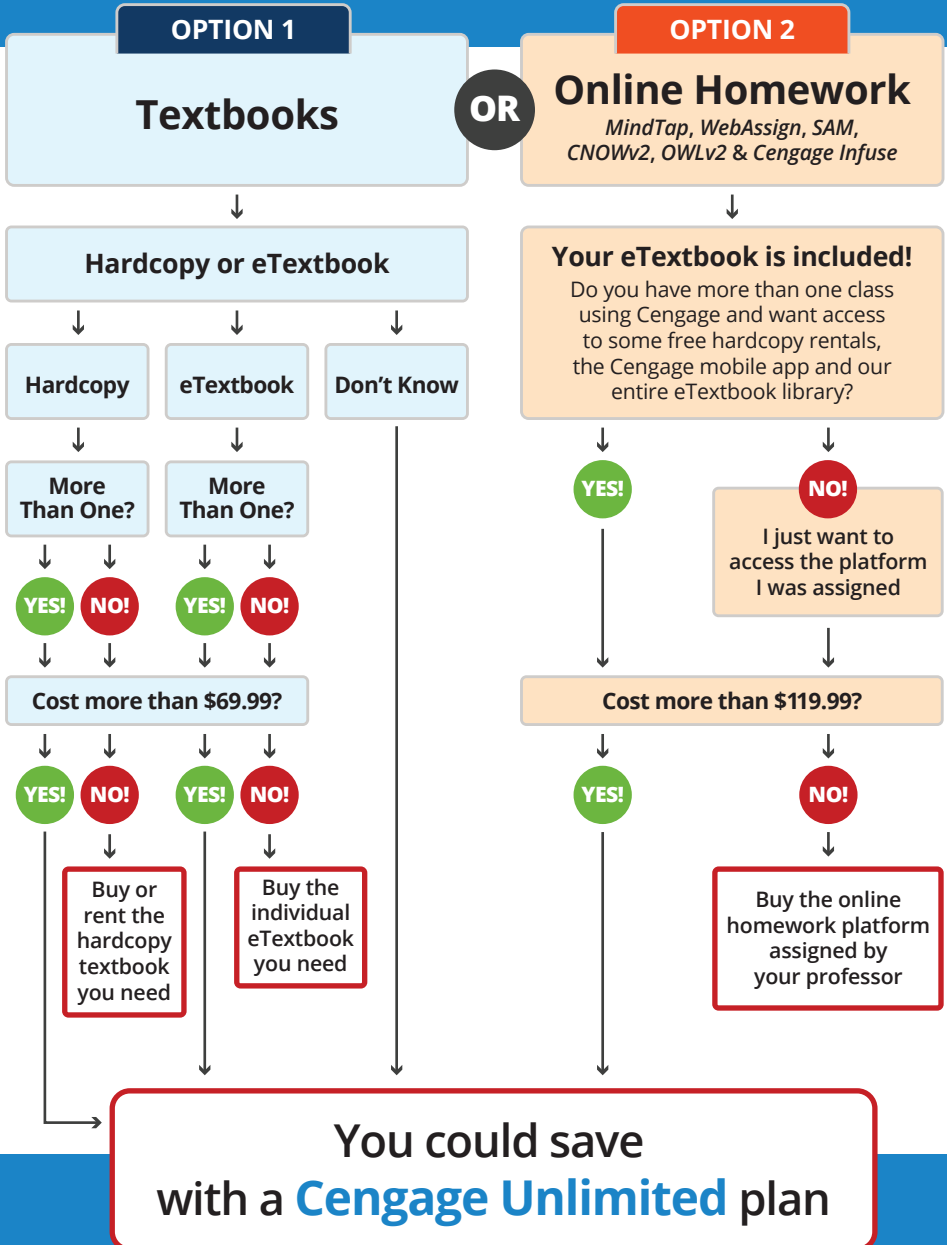 OPTION 1
Textbooks
OR
OPTION 2
Online Homework
MindTap, WebAssign, SAM,
CNOWv2, OWLv2 & Cengage Infuse
Hardcopy or eTextbook
Hardcopy
eTextbook
Don't Know
More
Than One?
More
Than One?
YES!
NO!
YES!
NO!
Cost more than $69.99?
YES!
NO!
YES!
NO!
Buy or
rent the
hardcopy
textbook
you need
Buy the
individual
eTextbook
you need
Your eTextbook is included!
Do you have more than one class
using Cengage and want access
to some free hardcopy rentals,
the Cengage mobile app and our
entire eTextbook library?
YES!
NO!
I just want to
access the platform
I was assigned
Cost more than $119.99?
YES!
NO!
Buy the online
homework platform
assigned by
your professor
You could save
with a Cengage Unlimited plan